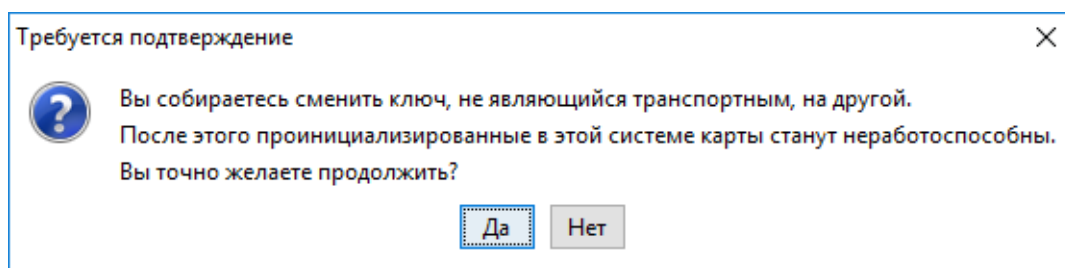 Требуется подтверждение
Вы собираетесь сменить ключ, не являющийся транспортным, на другой.
После этого проинициализированные в этой системе карты станут неработоспособны.
Вы точно желаете продолжить?
Да Нет